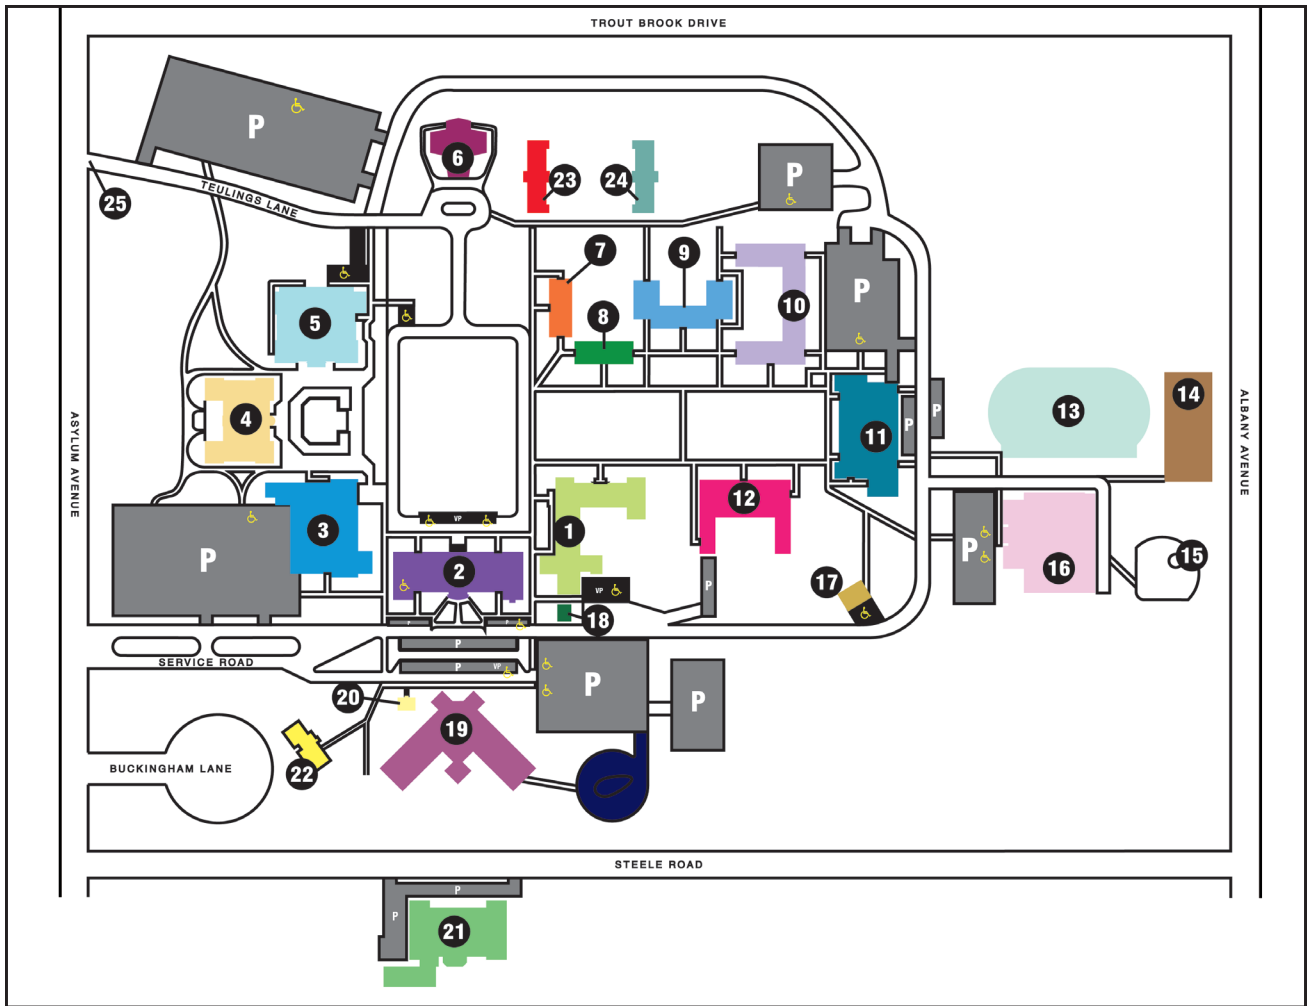 TROUT BROOK DRIVE
P
6
23
24
P
25
TEULINGS LANE
7
9
5
8
10
P
4
ASYLUM AVENUE
11
P
P
13
14
ALBANY AVENUE
3
VP
1
12
P
2
P
16
15
P
VP
17
18
P
P
P
SERVICE ROAD
P
P VP
P
P
20
19
22
BUCKINGHAM LANE
STEELE ROAD
P
P
21